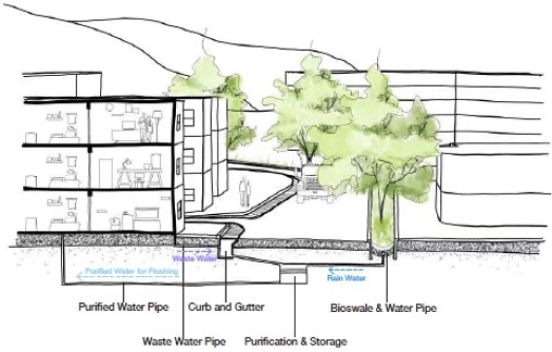 Waste Water
Purified Water for Flushing
Rain Water
Purified Water Pipe
Curb and Gutter
Bioswale & Water Pipe
Waste Water Pipe
Purification & Storage